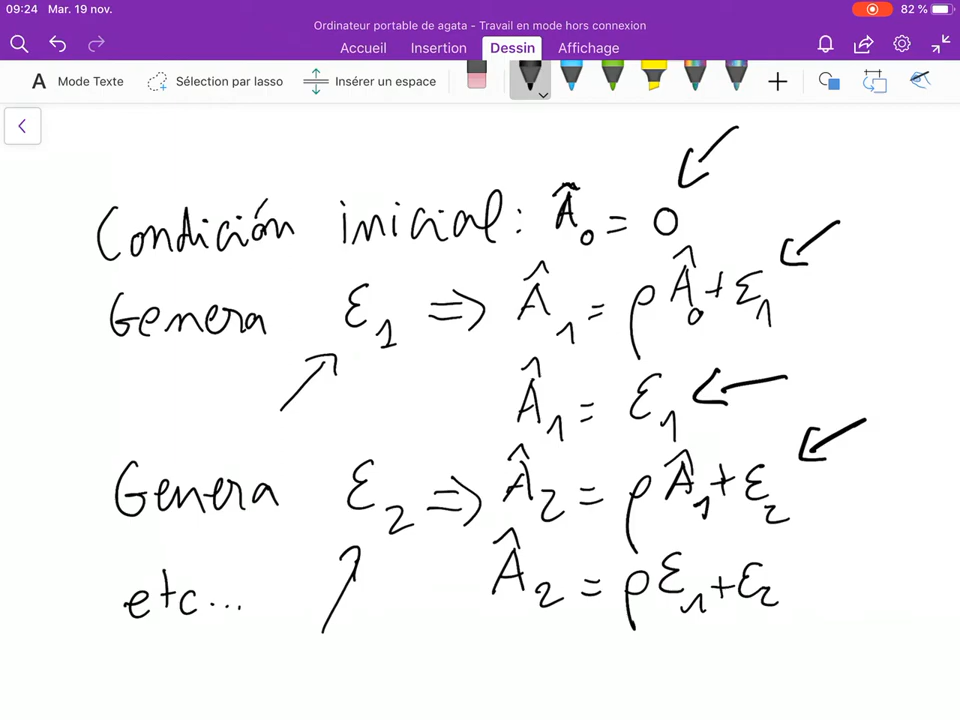 09:24 Mar. 19 nov. 82 %
Ordinateur portable de agata - Travail en mode hors connexion
Accueil Insertion Dessin Affichage
A Mode Texte Sélection par lasso Insérer un espace
Condición inicial: Â₀ = 0
Genera ε₁ ⇒ Â₁ = ρÂ₀ + ε₁
Â₁ = ε₁
Genera ε₂ ⇒ Â₂ = ρÂ₁ + ε₂
Â₂ = ρε₁ + ε₂
etc...